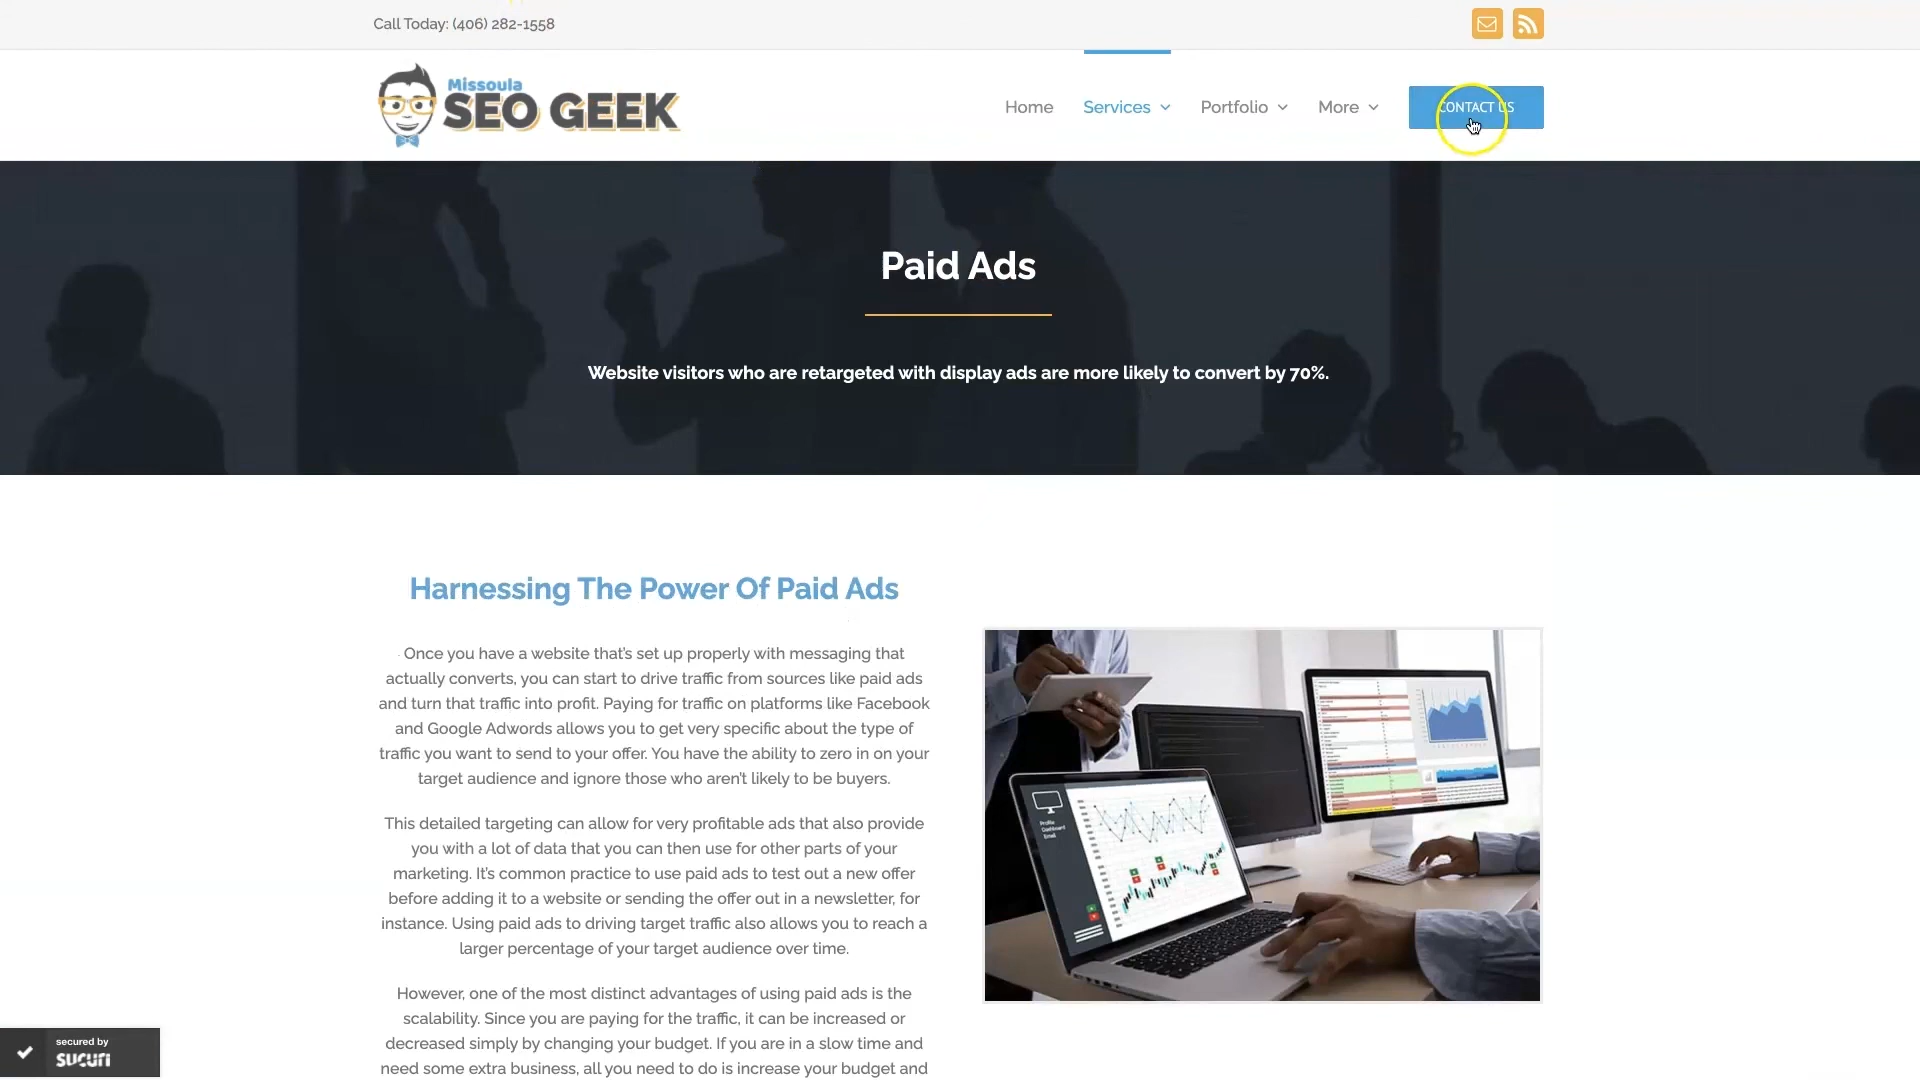 Call Today: (406) 282-1558
Missoula
SEO GEEK
Home
Services
Portfolio
More
CONTACT US
Paid Ads
Website visitors who are retargeted with display ads are more likely to convert by 70%.
Harnessing The Power Of Paid Ads
Once you have a website that's set up properly with messaging that
actually converts, you can start to drive traffic from sources like paid ads
and turn that traffic into profit. Paying for traffic on platforms like Facebook
and Google Adwords allows you to get very specific about the type of
traffic you want to send to your offer. You have the ability to zero in on your
target audience and ignore those who aren't likely to be buyers.
This detailed targeting can allow for very profitable ads that also provide
you with a lot of data that you can then use for other parts of your
marketing. It's common practice to use paid ads to test out a new offer
before adding it to a website or sending the offer out in a newsletter, for
instance. Using paid ads to driving target traffic also allows you to reach a
larger percentage of your target audience over time.
However, one of the most distinct advantages of using paid ads is the
scalability. Since you are paying for the traffic, it can be increased or
decreased simply by changing your budget. If you are in a slow time and
need some extra business, all you need to do is increase your budget and
Profile
Dashboard
Email
secured by
sucuri